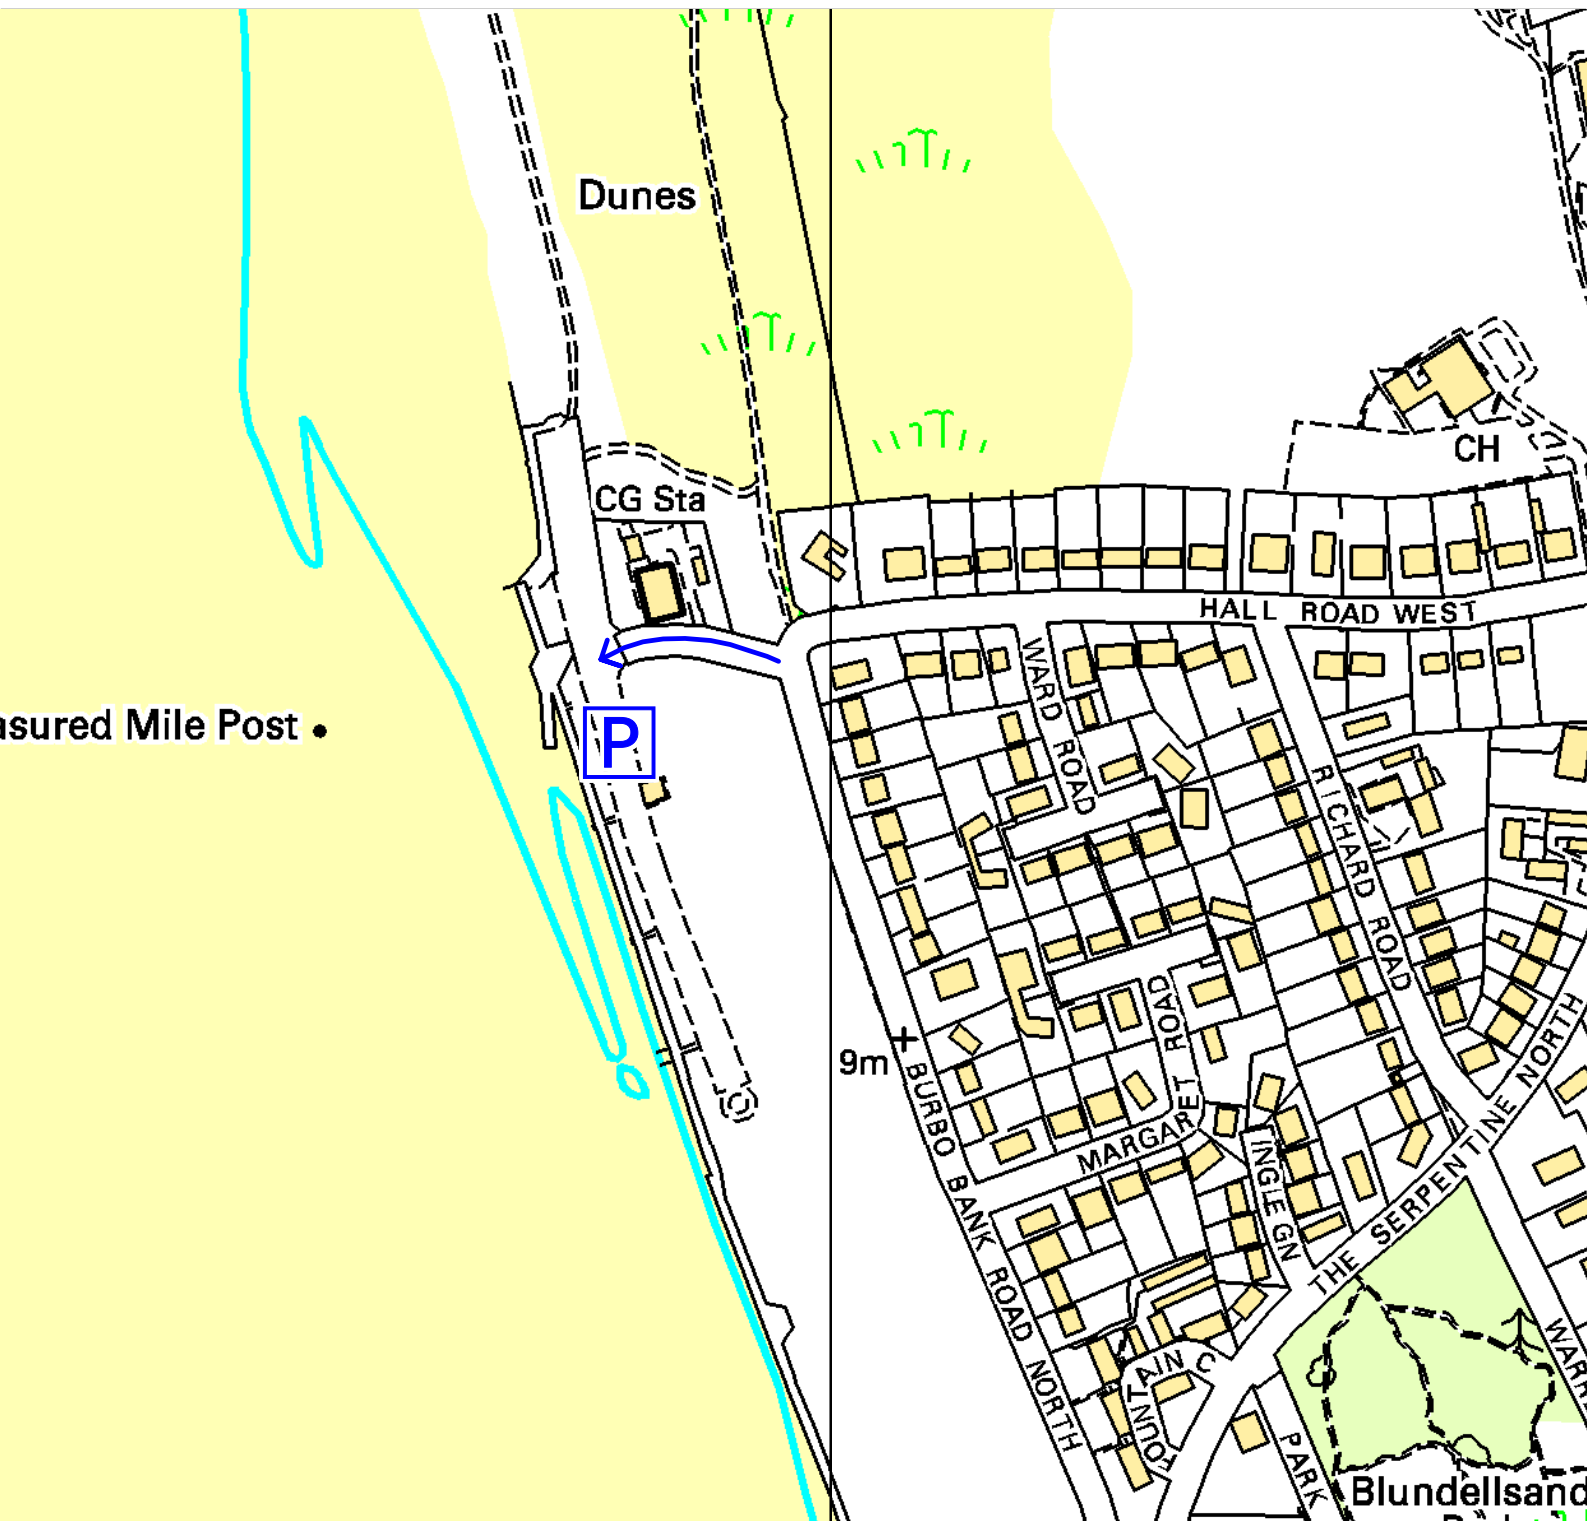 Dunes
CG Sta
CH
HALL ROAD WEST
WARD ROAD
asured Mile Post
P
RICHARD ROAD
9m
BURBO BANK ROAD NORTH
MARGARET ROAD
INGLE GN
THE SERPENTINE NORTH
FOUNTAIN C
PARK
WARRE
Blundellsand